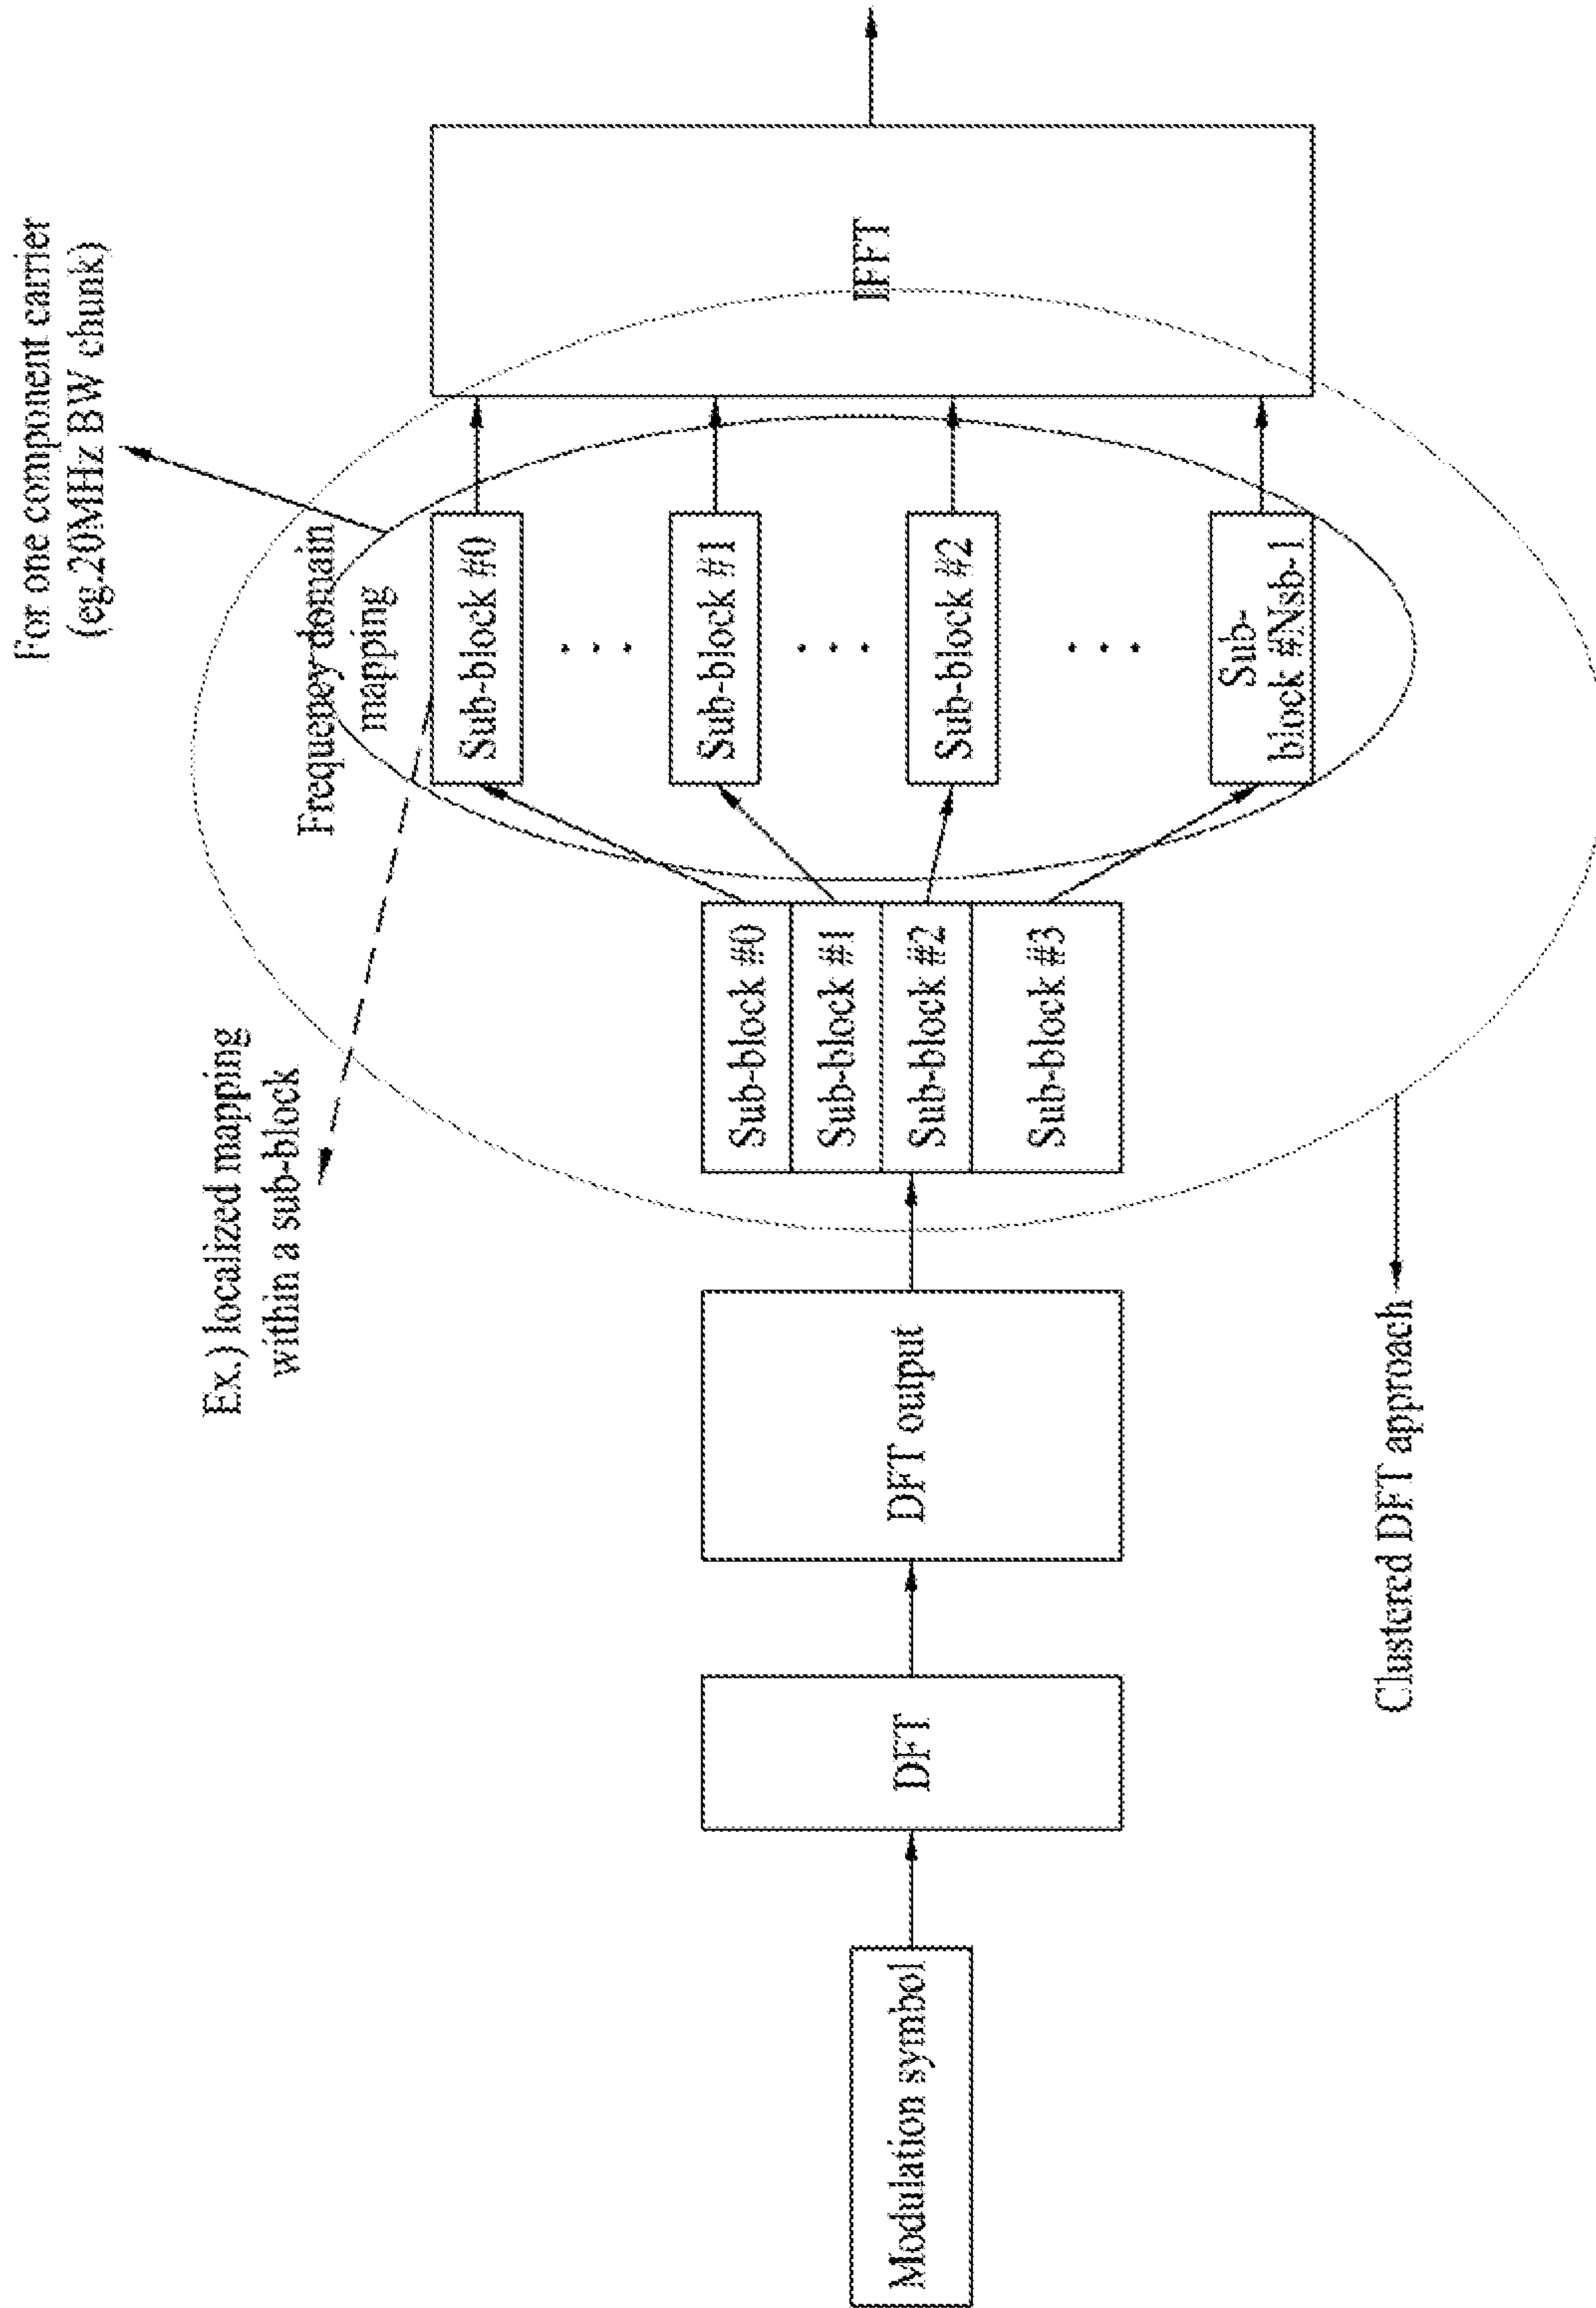 For one component carrier
(eg.20MHz BW chunk)
Frequency domain
mapping
Ex.) localized mapping
within a sub-block
Modulation symbol
DFT
DFT output
Sub-block #0
Sub-block #1
Sub-block #2
Sub-block #3
Sub-block #0
Sub-block #1
Sub-block #2
Sub-
block #Nsb-1
IFFT
Clustered DFT approach